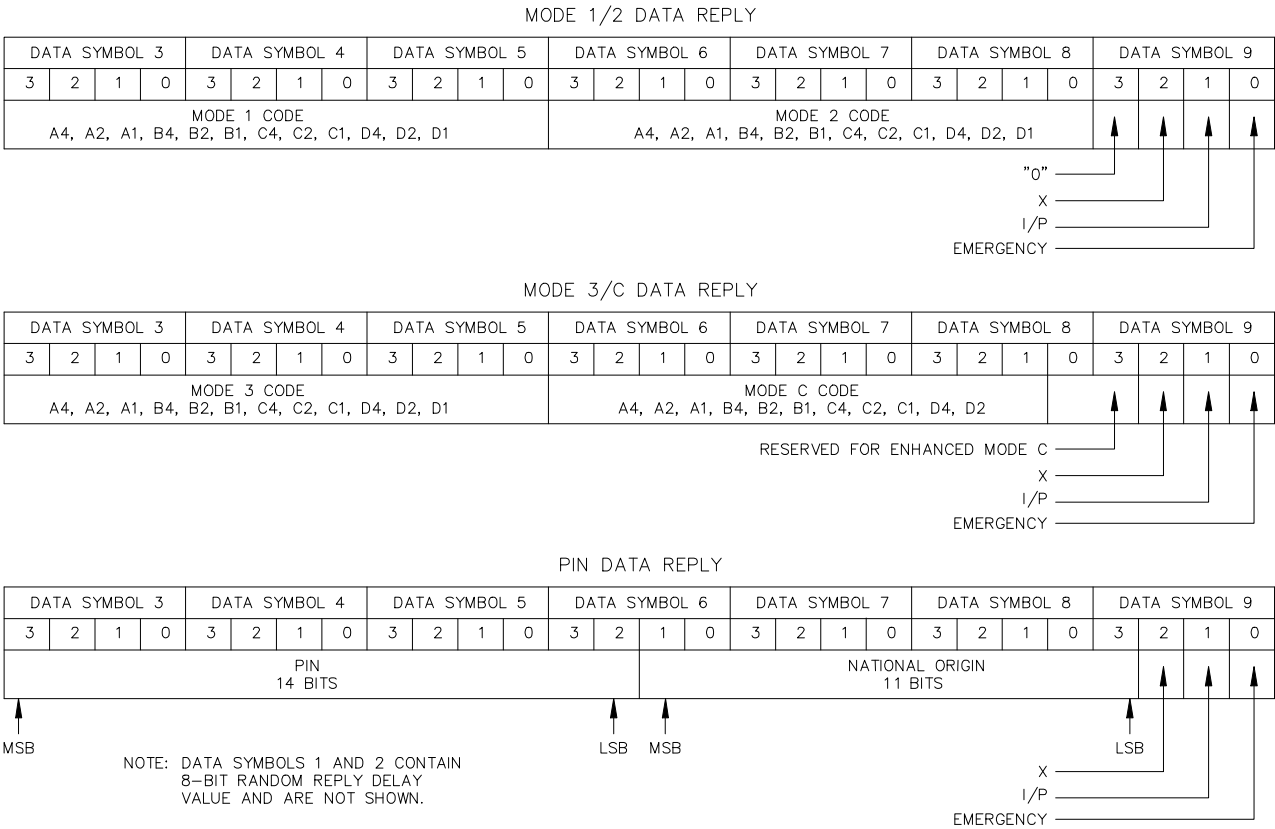 MODE 1/2 DATA REPLY
DATA SYMBOL 3 DATA SYMBOL 4 DATA SYMBOL 5 DATA SYMBOL 6 DATA SYMBOL 7 DATA SYMBOL 8 DATA SYMBOL 9
3 2 1 0 3 2 1 0 3 2 1 0 3 2 1 0 3 2 1 0 3 2 1 0 3 2 1 0
MODE 1 CODE MODE 2 CODE
A4, A2, A1, B4, B2, B1, C4, C2, C1, D4, D2, D1 A4, A2, A1, B4, B2, B1, C4, C2, C1, D4, D2, D1
"0"
X
I/P
EMERGENCY
MODE 3/C DATA REPLY
DATA SYMBOL 3 DATA SYMBOL 4 DATA SYMBOL 5 DATA SYMBOL 6 DATA SYMBOL 7 DATA SYMBOL 8 DATA SYMBOL 9
3 2 1 0 3 2 1 0 3 2 1 0 3 2 1 0 3 2 1 0 3 2 1 0 3 2 1 0
MODE 3 CODE MODE C CODE
A4, A2, A1, B4, B2, B1, C4, C2, C1, D4, D2, D1 A4, A2, A1, B4, B2, B1, C4, C2, C1, D4, D2
RESERVED FOR ENHANCED MODE C
X
I/P
EMERGENCY
PIN DATA REPLY
DATA SYMBOL 3 DATA SYMBOL 4 DATA SYMBOL 5 DATA SYMBOL 6 DATA SYMBOL 7 DATA SYMBOL 8 DATA SYMBOL 9
3 2 1 0 3 2 1 0 3 2 1 0 3 2 1 0 3 2 1 0 3 2 1 0 3 2 1 0
PIN NATIONAL ORIGIN
14 BITS 11 BITS
MSB LSB MSB LSB
NOTE: DATA SYMBOLS 1 AND 2 CONTAIN
8-BIT RANDOM REPLY DELAY
VALUE AND ARE NOT SHOWN.
X
I/P
EMERGENCY